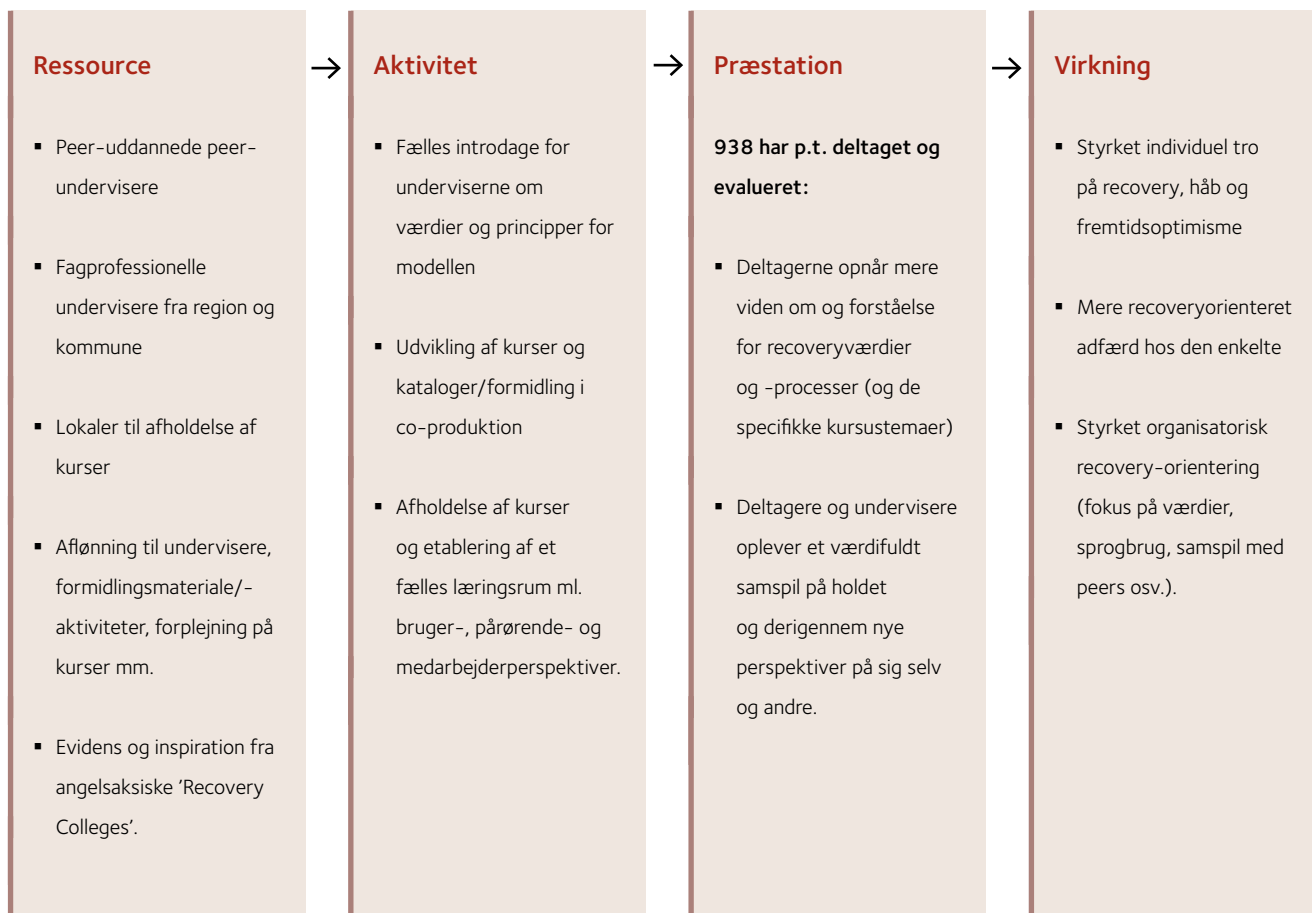 Ressource
▪ Peer-uddannede peer-
undervisere
▪ Fagprofessionelle
undervisere fra region og
kommune
▪ Lokaler til afholdelse af
kurser
▪ Aflønning til undervisere,
formidlingsmateriale/-
aktiviteter, forplejning på
kurser mm.
▪ Evidens og inspiration fra
angelsaksiske ’Recovery
Colleges’.
→
Aktivitet
▪ Fælles introdage for
underviserne om
værdier og principper for
modellen
▪ Udvikling af kurser og
kataloger/formidling i
co-produktion
▪ Afholdelse af kurser
og etablering af et
fælles læringsrum ml.
bruger-, pårørende- og
medarbejderperspektiver.
→
Præstation
938 har p.t. deltaget og
evalueret:
▪ Deltagerne opnår mere
viden om og forståelse
for recoveryværdier
og -processer (og de
specifikke kursustemaer)
▪ Deltagere og undervisere
oplever et værdifuldt
samspil på holdet
og derigennem nye
perspektiver på sig selv
og andre.
→
Virkning
▪ Styrket individuel tro
på recovery, håb og
fremtidsoptimisme
▪ Mere recoveryorienteret
adfærd hos den enkelte
▪ Styrket organisatorisk
recovery-orientering
(fokus på værdier,
sprogbrug, samspil med
peers osv.).